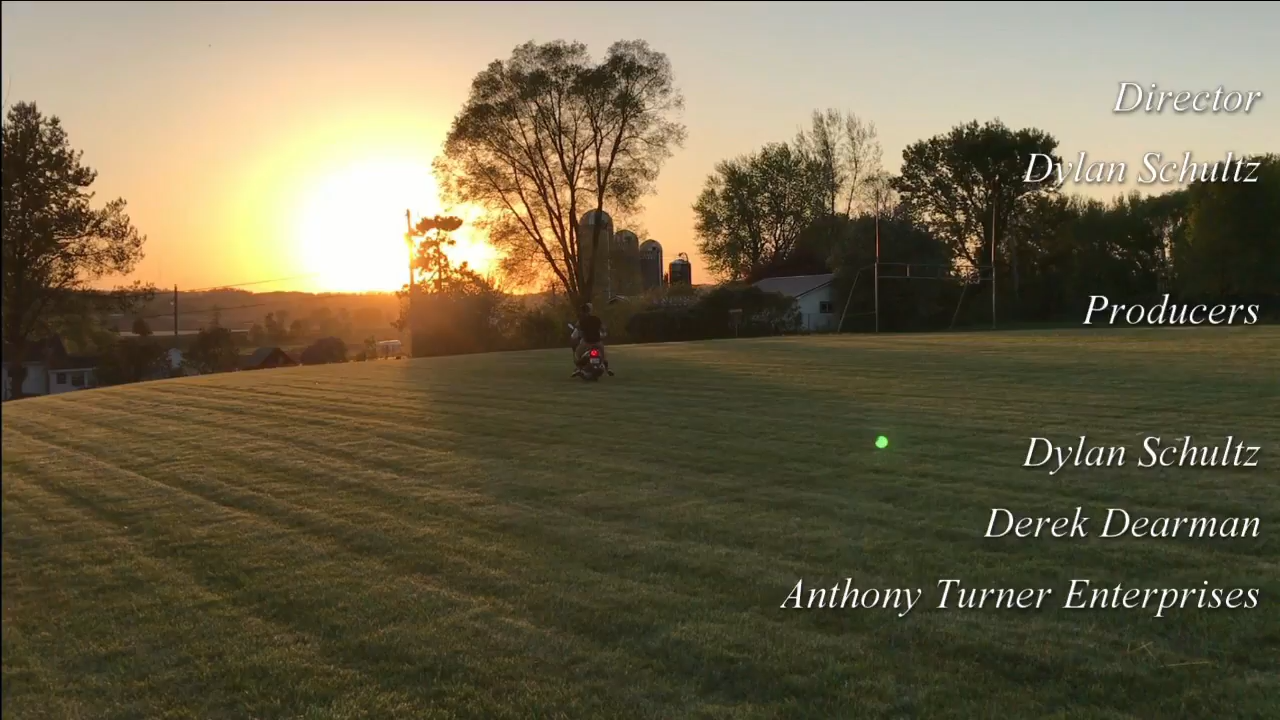 Director
Dylan Schultz
Producers
Dylan Schultz
Derek Dearman
Anthony Turner Enterprises